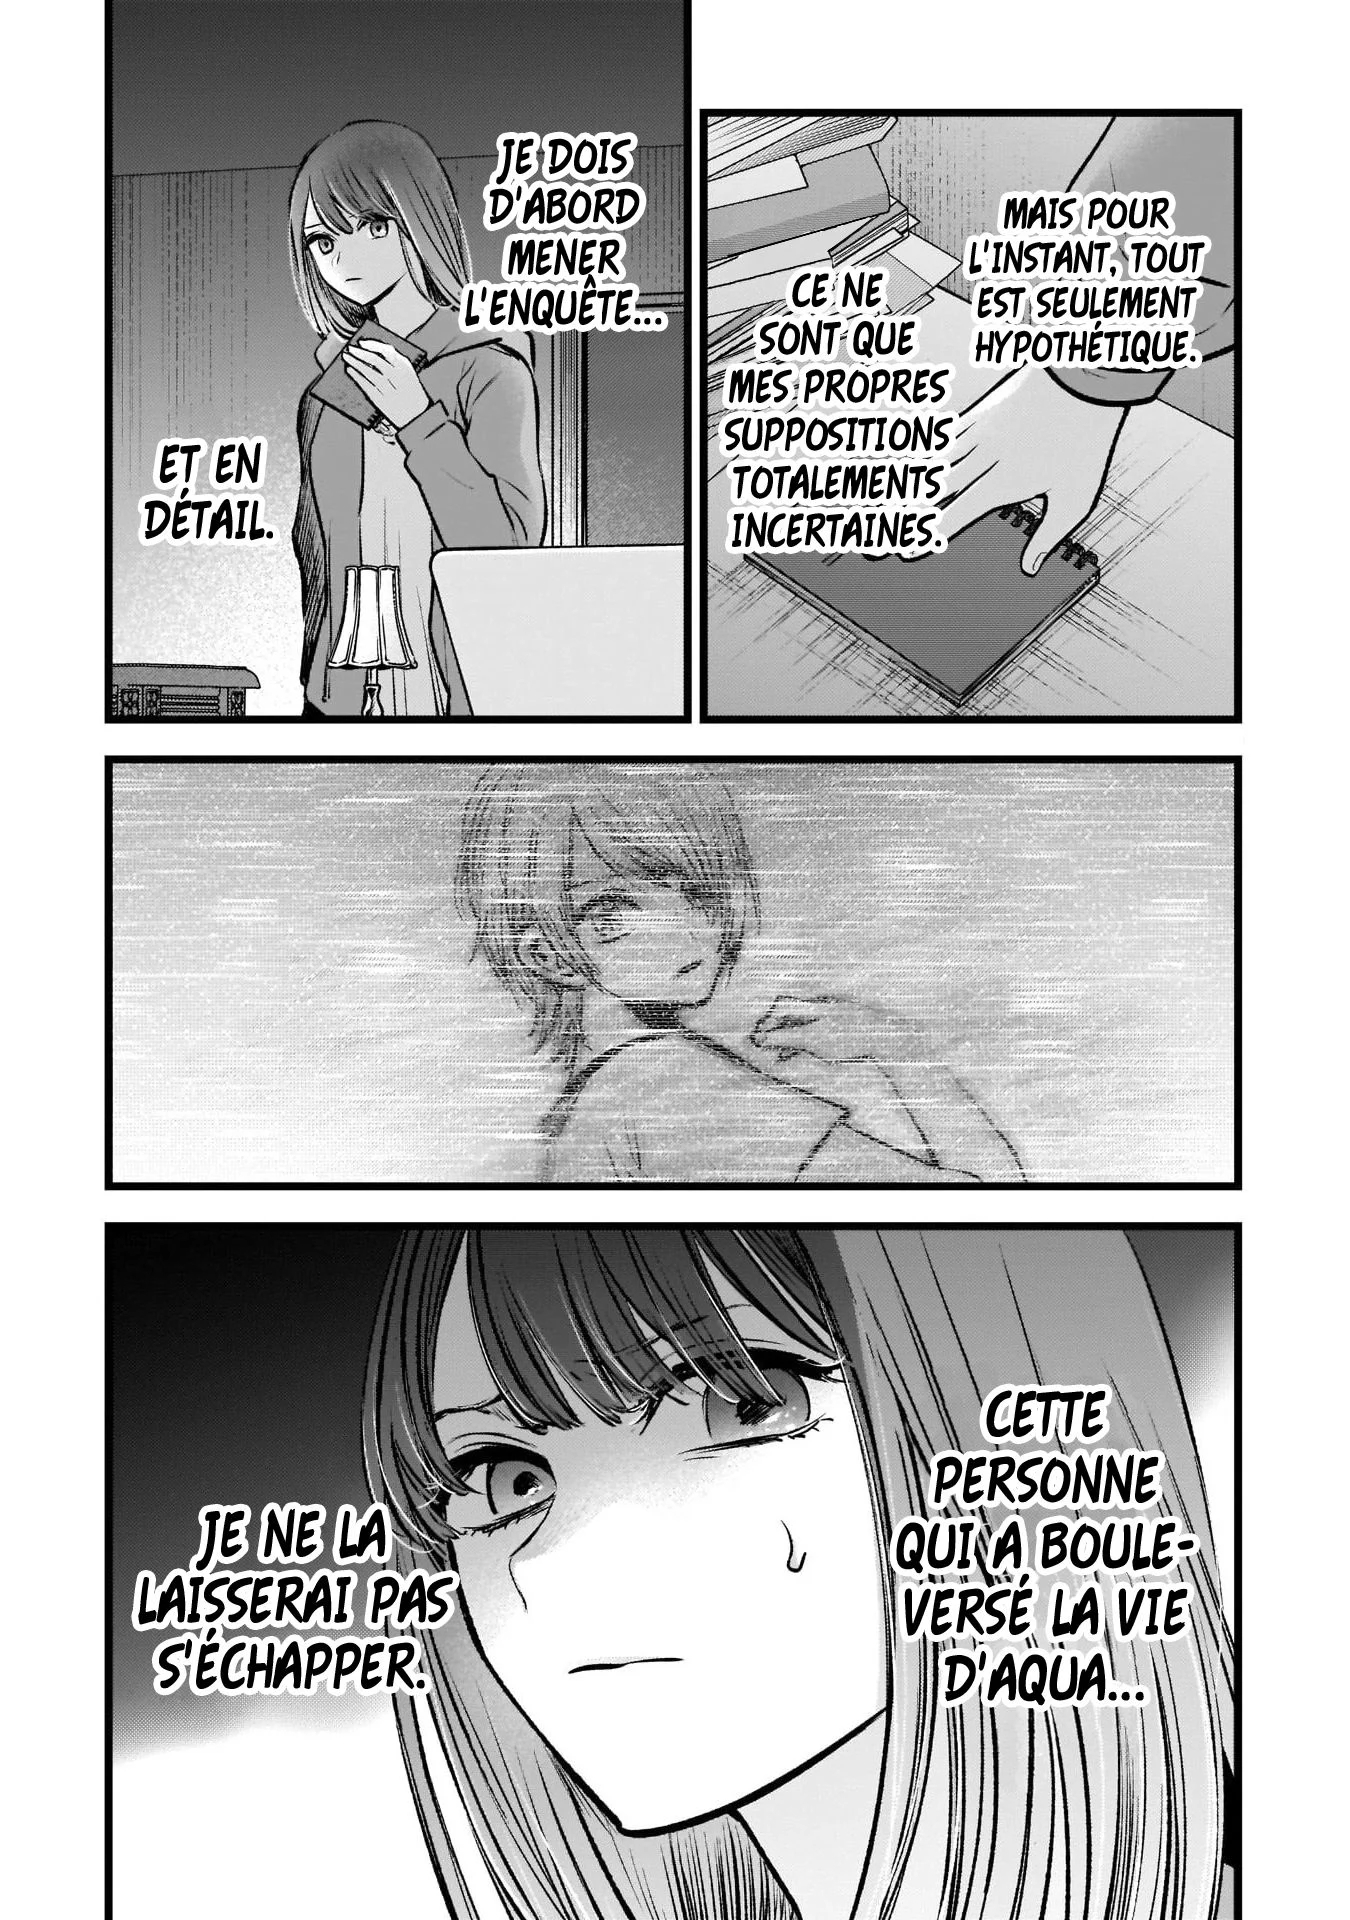 MAIS POUR
L'INSTANT, TOUT
EST SEULEMENT
HYPOTHÉTIQUE.
CE NE
SONT QUE
MES PROPRES
SUPPOSITIONS
TOTALEMENTS
INCERTAINES.
JE DOIS
D'ABORD
MENER
L'ENQUÊTE...
ET EN
DÉTAIL.
CETTE
PERSONNE
QUI A BOULE-
VERSÉ LA VIE
D'AQUA...
JE NE LA
LAISSERAI PAS
S'ÉCHAPPER.